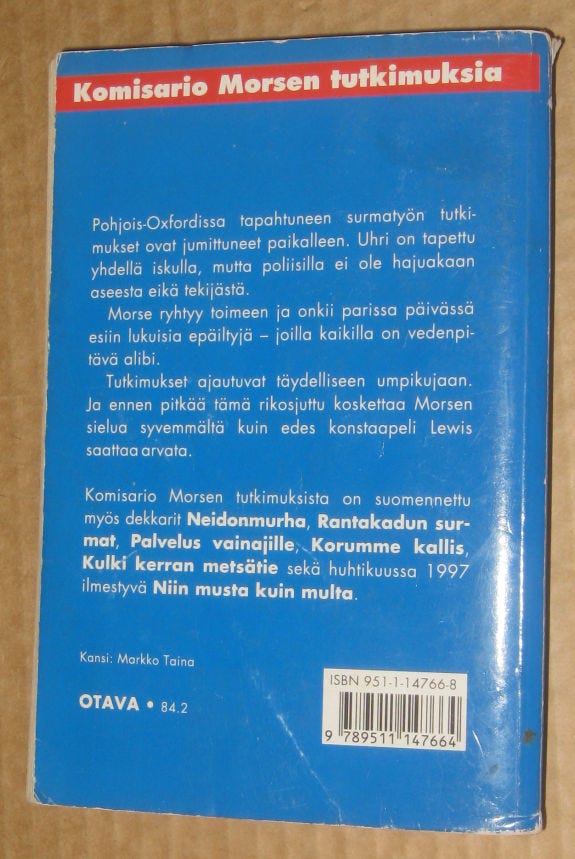 Komisario Morsen tutkimuksia
Pohjois-Oxfordissa tapahtuneen surmatyön tutki-
mukset ovat jumittuneet paikalleen. Uhri on tapettu
yhdellä iskulla, mutta poliisilla ei ole hajuakaan
aseesta eikä tekijästä.
Morse ryhtyy toimeen ja onkii parissa päivässä
esiin lukuisia epäiltyjä – joilla kaikilla on vedenpi-
tävä alibi.
Tutkimukset ajautuvat täydelliseen umpikujaan.
Ja ennen pitkää tämä rikosjuttu koskettaa Morsen
sielua syvemmältä kuin edes konstaapeli Lewis
saattaa arvata.
Komisario Morsen tutkimuksista on suomennettu
myös dekkarit Neidonmurha, Rantakadun sur-
mat, Palvelus vainajille, Korumme kallis,
Kulki kerran metsätie sekä huhtikuussa 1997
ilmestyvä Niin musta kuin multa.
Kansi: Markko Taina
OTAVA • 84.2
ISBN 951-1-14766-8
9 789511 147664